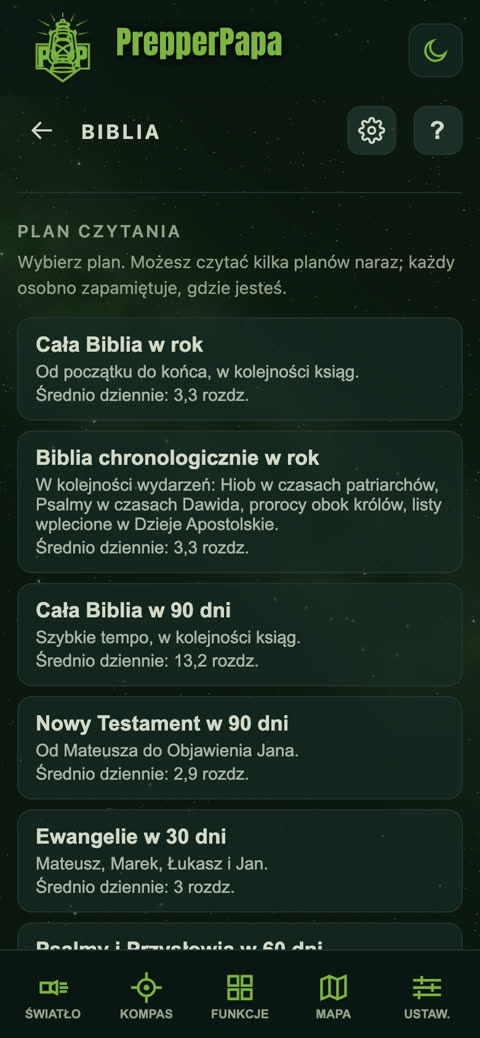 PP
PrepperPapa
BIBLIA
?
PLAN CZYTANIA
Wybierz plan. Możesz czytać kilka planów naraz; każdy
osobno zapamiętuje, gdzie jesteś.
Cała Biblia w rok
Od początku do końca, w kolejności ksiąg.
Średnio dziennie: 3,3 rozdz.
Biblia chronologicznie w rok
W kolejności wydarzeń: Hiob w czasach patriarchów,
Psalmy w czasach Dawida, prorocy obok królów, listy
wplecione w Dzieje Apostolskie.
Średnio dziennie: 3,3 rozdz.
Cała Biblia w 90 dni
Szybkie tempo, w kolejności ksiąg.
Średnio dziennie: 13,2 rozdz.
Nowy Testament w 90 dni
Od Mateusza do Objawienia Jana.
Średnio dziennie: 2,9 rozdz.
Ewangelie w 30 dni
Mateusz, Marek, Łukasz i Jan.
Średnio dziennie: 3 rozdz.
Psalmy i Przysłowia w 60 dni
ŚWIATŁO
KOMPAS
FUNKCJE
MAPA
USTAW.